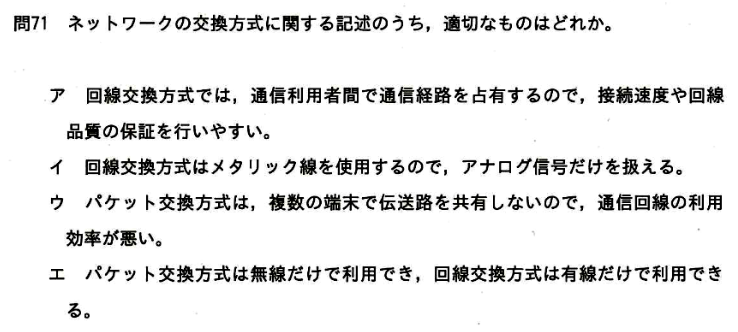 問71 ネットワークの交換方式に関する記述のうち，適切なものはどれか。
ア 回線交換方式では，通信利用者間で通信経路を占有するので，接続速度や回線
品質の保証を行いやすい。
イ 回線交換方式はメタリック線を使用するので，アナログ信号だけを扱える。
ウ パケット交換方式は，複数の端末で伝送路を共有しないので，通信回線の利用
効率が悪い。
エ パケット交換方式は無線だけで利用でき，回線交換方式は有線だけで利用でき
る。